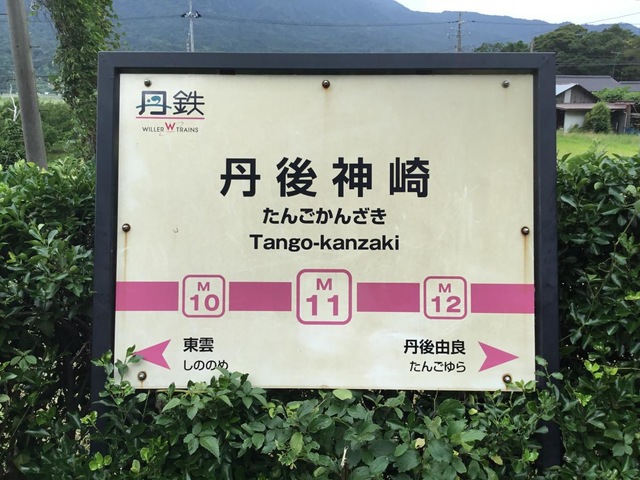 丹鉄
WILLER TRAINS
丹後神崎
たんごかんざき
Tango-kanzaki
M 10
M 11
M 12
東雲
しののめ
丹後由良
たんごゆら